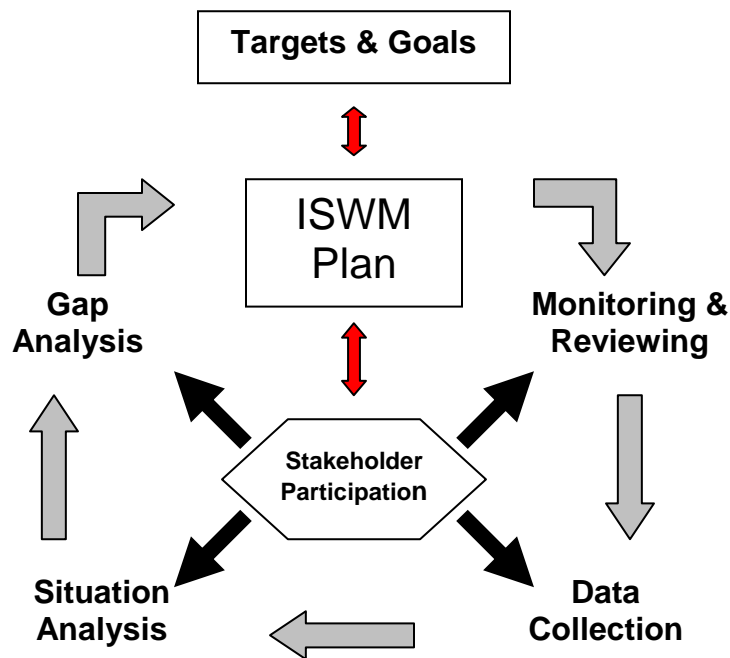 Targets & Goals
ISWM
Plan
Gap
Analysis
Monitoring &
Reviewing
Stakeholder
Participation
Situation
Analysis
Data
Collection